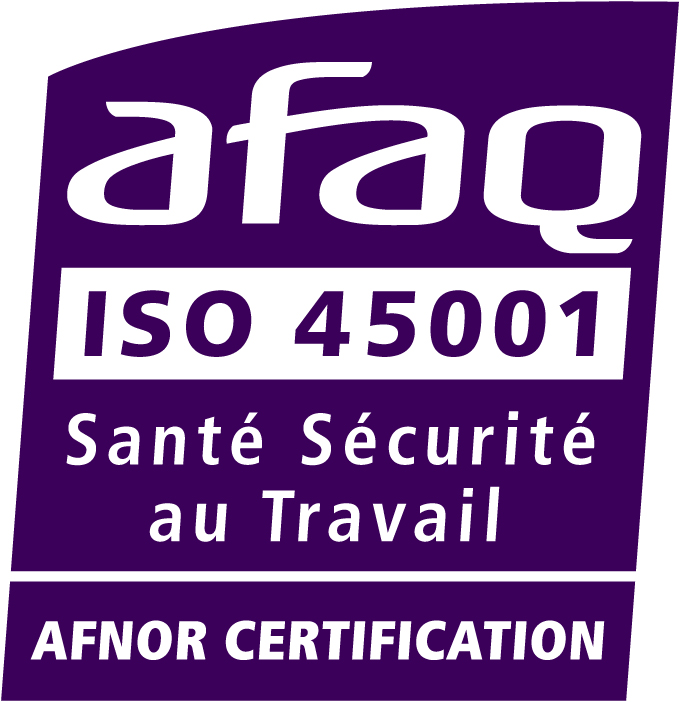 afaq
ISO 45001
Santé Sécurité
au Travail
AFNOR CERTIFICATION